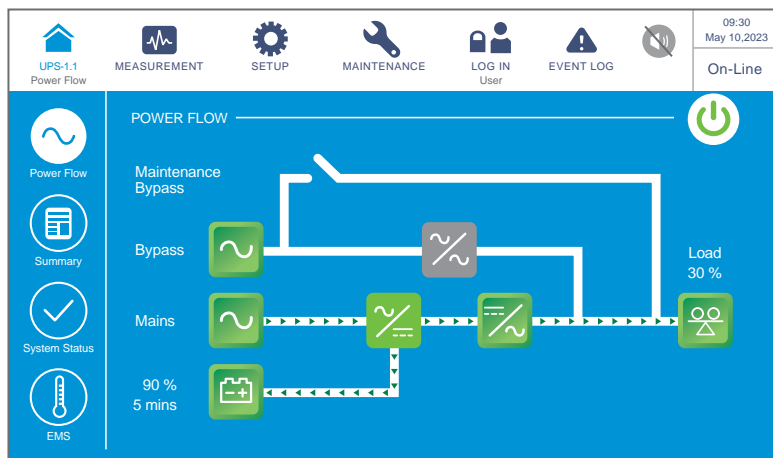 UPS-1.1
Power Flow
MEASUREMENT
SETUP
MAINTENANCE
LOG IN
User
EVENT LOG
09:30
May 10,2023
On-Line
POWER FLOW
Power Flow
Summary
System Status
EMS
Maintenance
Bypass
Bypass
Load
30 %
Mains
90 %
5 mins